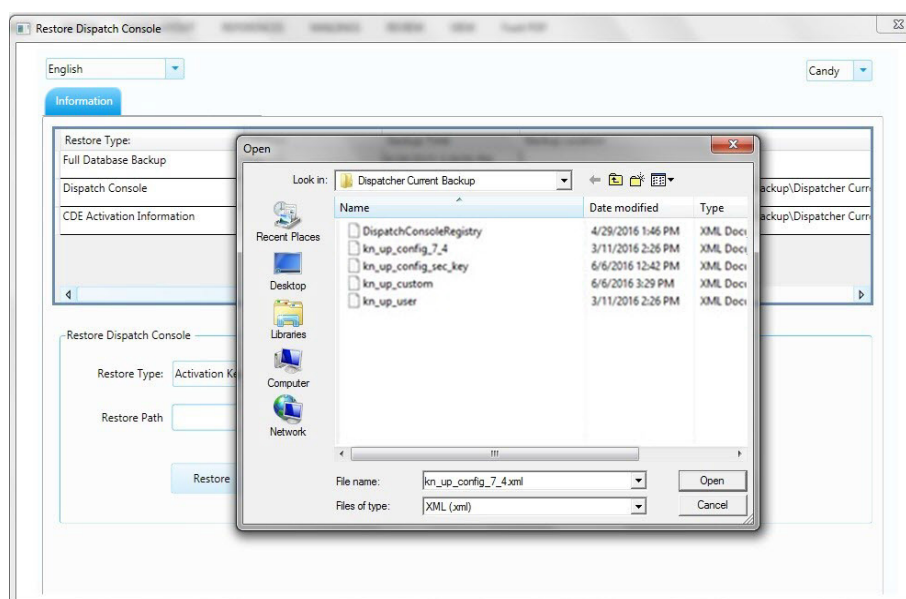 Restore Dispatch Console
English
Candy
Information
Restore Type:
Full Database Backup
Dispatch Console
ackup\Dispatcher Curr
CDE Activation Information
ackup\Dispatcher Curr
Restore Dispatch Console
Restore Type: Activation Ke
Restore Path
Restore
Open
Look in: Dispatcher Current Backup
Recent Places
Desktop
Libraries
Computer
Network
Name Date modified Type
DispatchConsoleRegistry 4/29/2016 1:46 PM XML Doc
kn_up_config_7_4 3/11/2016 2:26 PM XML Doc
kn_up_config_sec_key 6/6/2016 12:42 PM XML Doc
kn_up_custom 6/6/2016 3:29 PM XML Doc
kn_up_user 3/11/2016 2:26 PM XML Doc
File name: kn_up_config_7_4.xml Open
Files of type: XML (.xml) Cancel